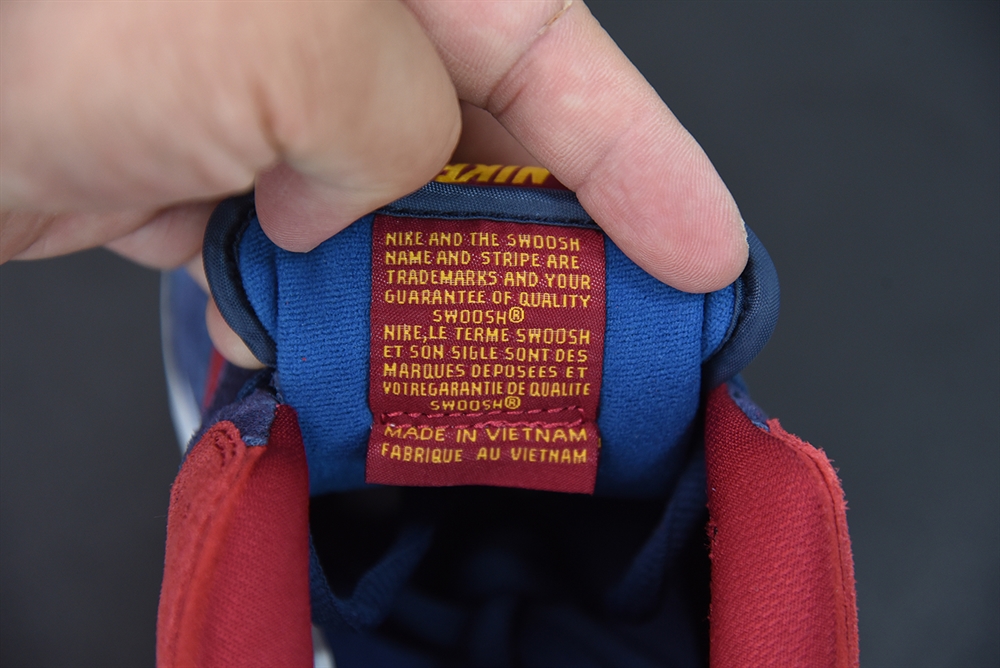 NIKE
NIKE AND THE SWOOSH
NAME AND STRIPE ARE
TRADEMARKS AND YOUR
GUARANTEE OF QUALITY
SWOOSH®
NIKE,LE TERME SWOOSH
ET SON SIGLE SONT DES
MARQUES DEPOSEES ET
VOTREGARANTIE DE QUALITE
SWOOSH®
MADE IN VIETNAM
FABRIQUE AU VIETNAM